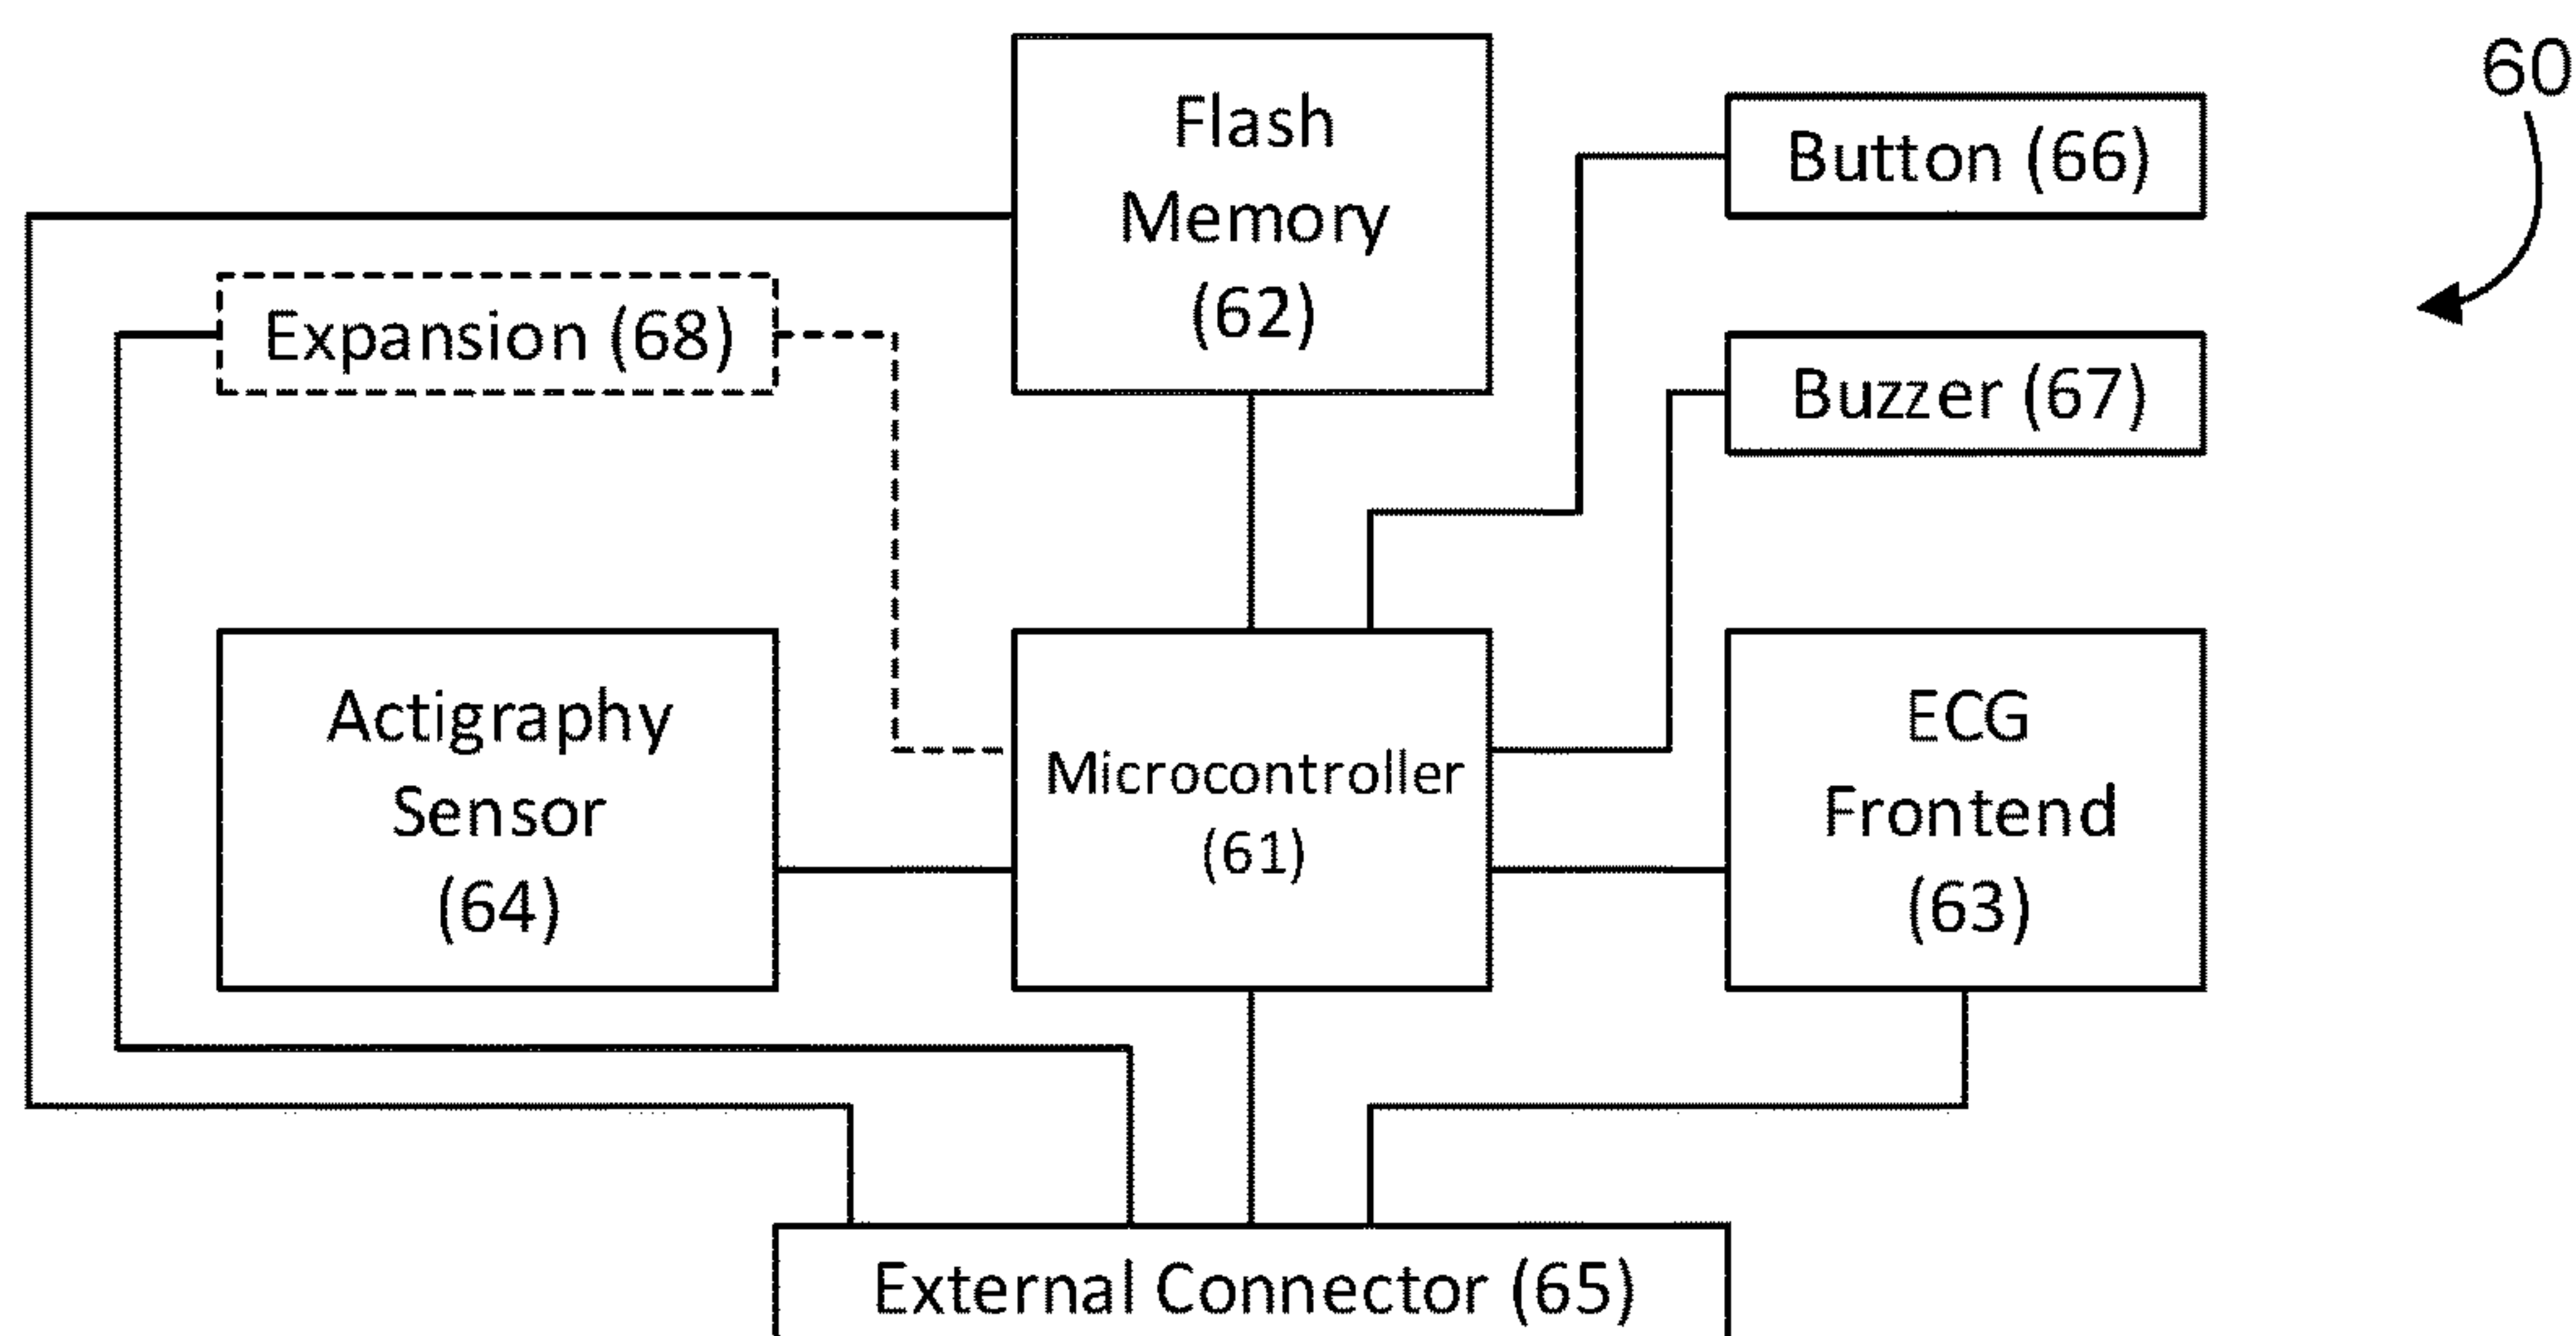 60
Flash
Memory
(62)
Button (66)
Expansion (68)
Buzzer (67)
Actigraphy
Sensor
(64)
Microcontroller
(61)
ECG
Frontend
(63)
External Connector (65)